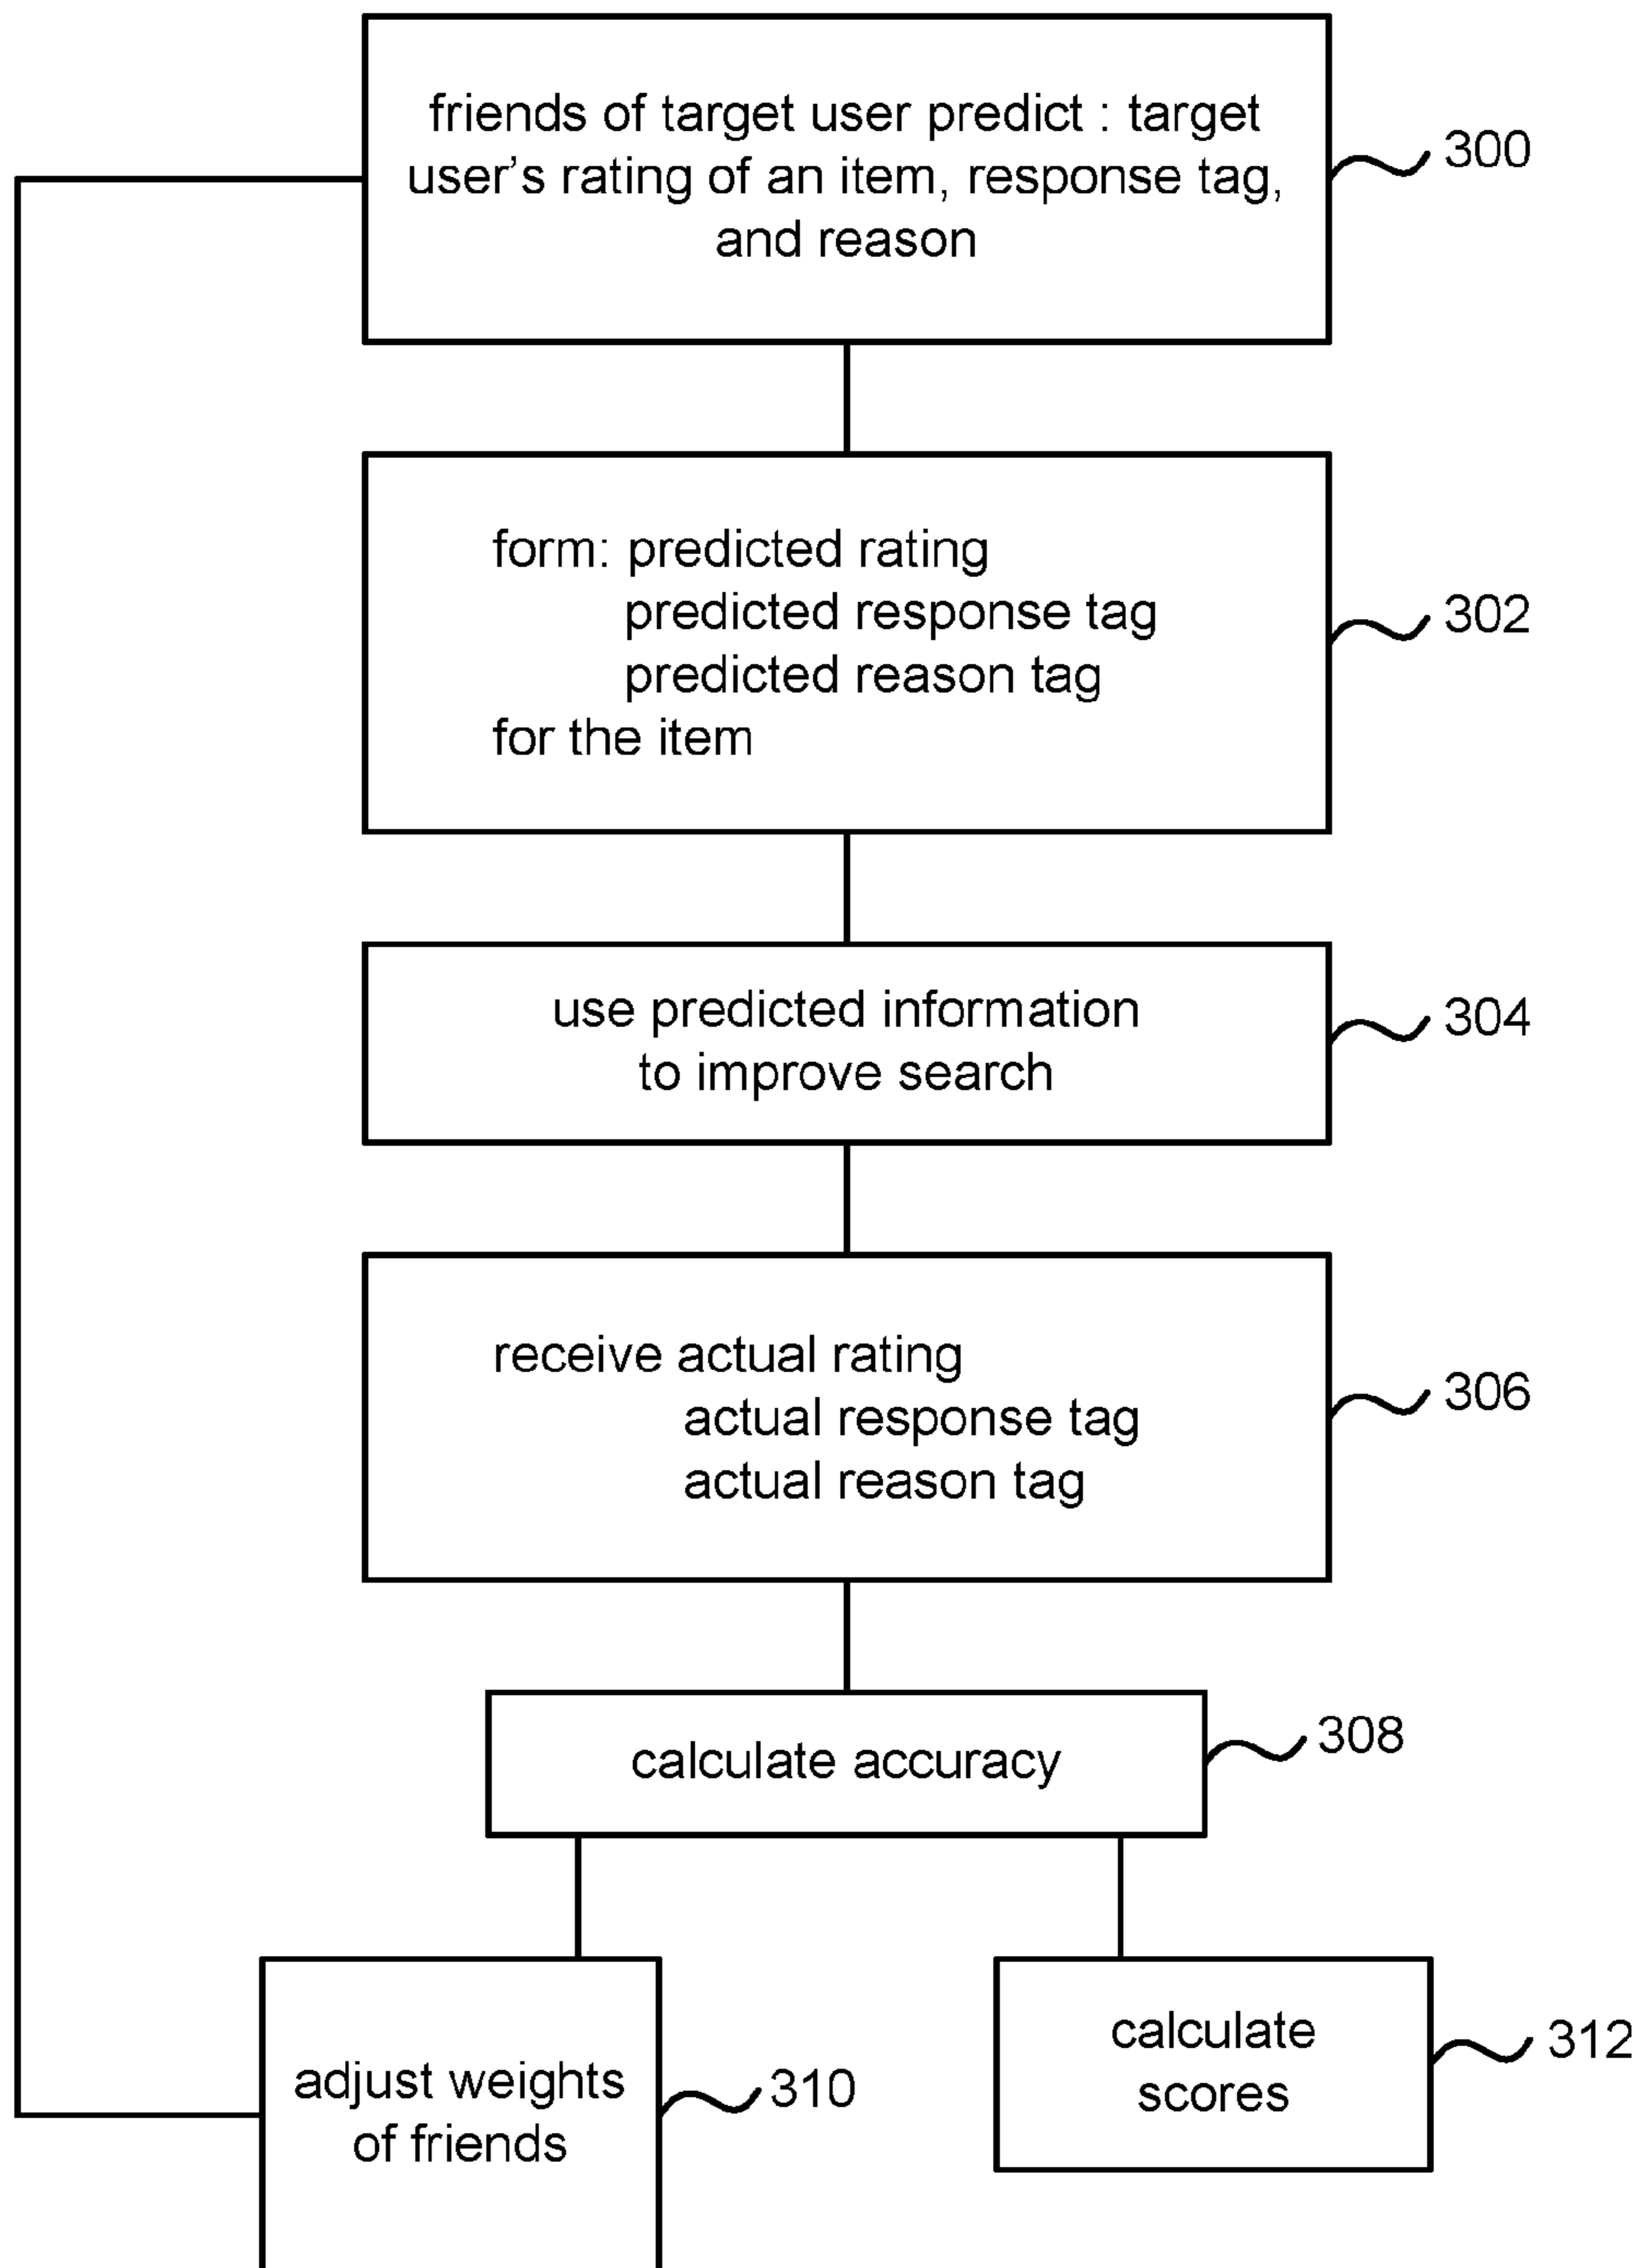 friends of target user predict : target
user's rating of an item, response tag,
and reason
300
form: predicted rating
predicted response tag
predicted reason tag
for the item
302
use predicted information
to improve search
304
receive actual rating
actual response tag
actual reason tag
306
calculate accuracy
308
adjust weights
of friends
310
calculate
scores
312